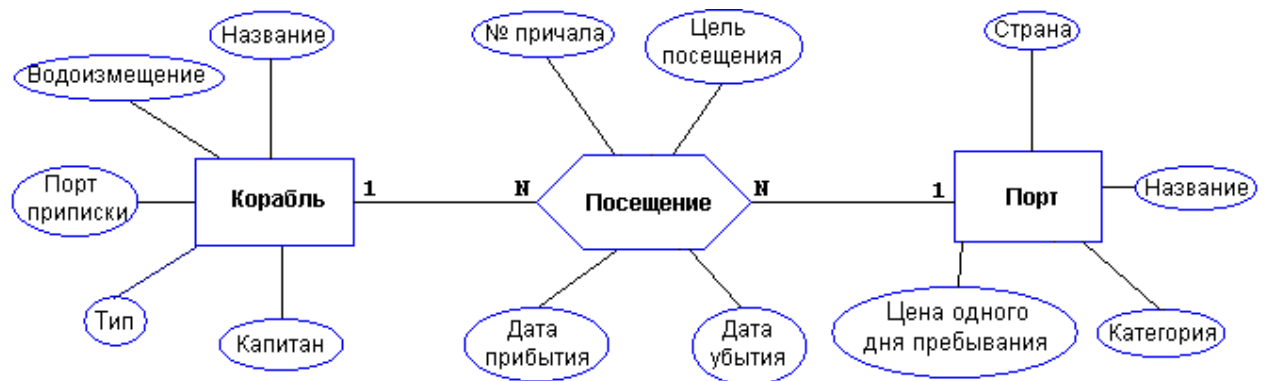 Название
Водоизмещение
Порт
приписки
Тип
Капитан
Корабль
1
N
№ причала
Цель
посещения
Посещение
Дата
прибытия
Дата
убытия
N
1
Порт
Страна
Название
Цена одного
дня пребывания
Категория